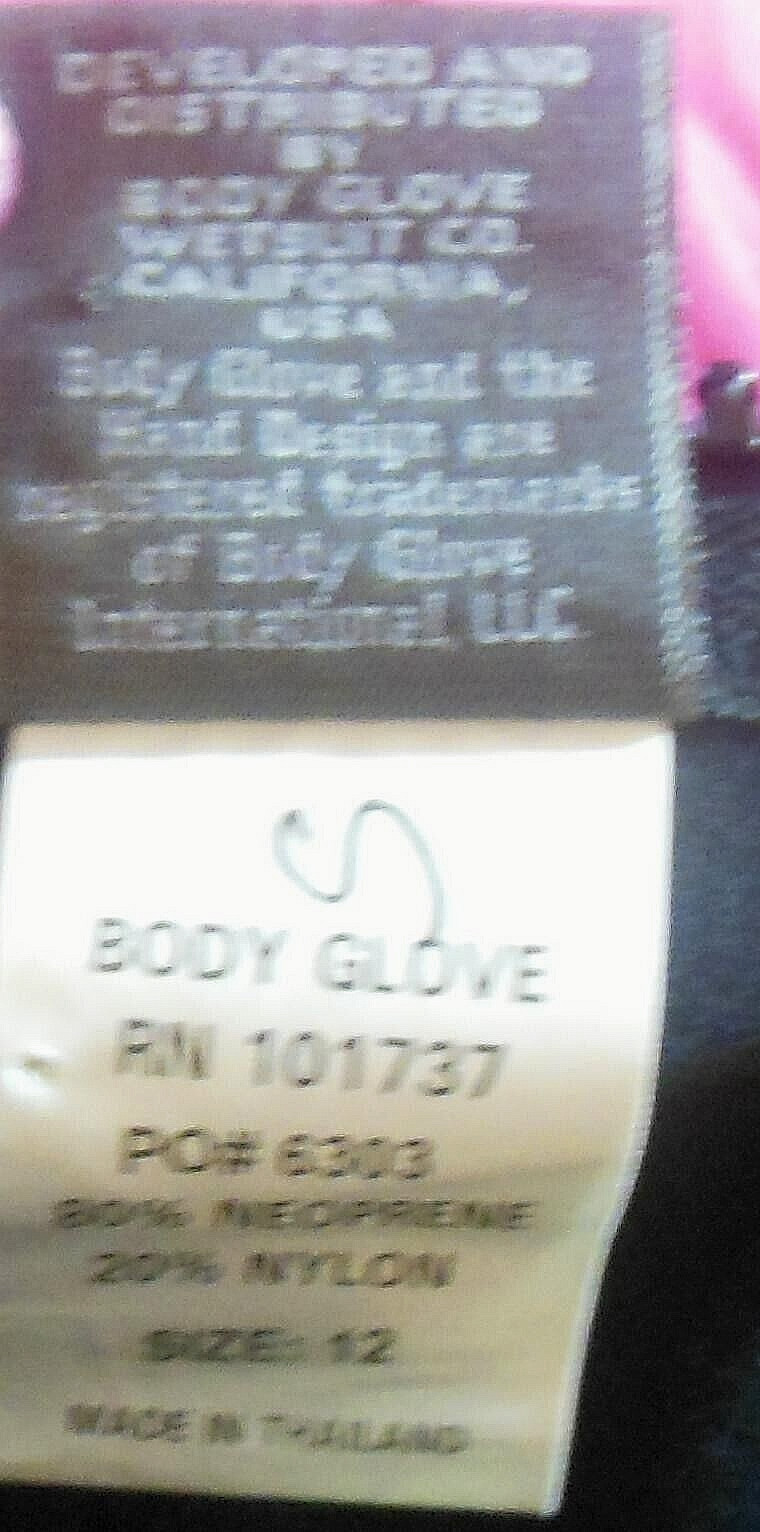 DEVELOPED AND
DISTRIBUTED
BY
BODY GLOVE
WETSUIT CO.
CALIFORNIA,
USA
Body Glove and the
Hand Design are
registered trademarks
of Body Glove
International, LLC
BODY GLOVE
RN 101737
PO# 6303
80% NEOPRENE
20% NYLON
SIZE: 12
MADE IN THAILAND